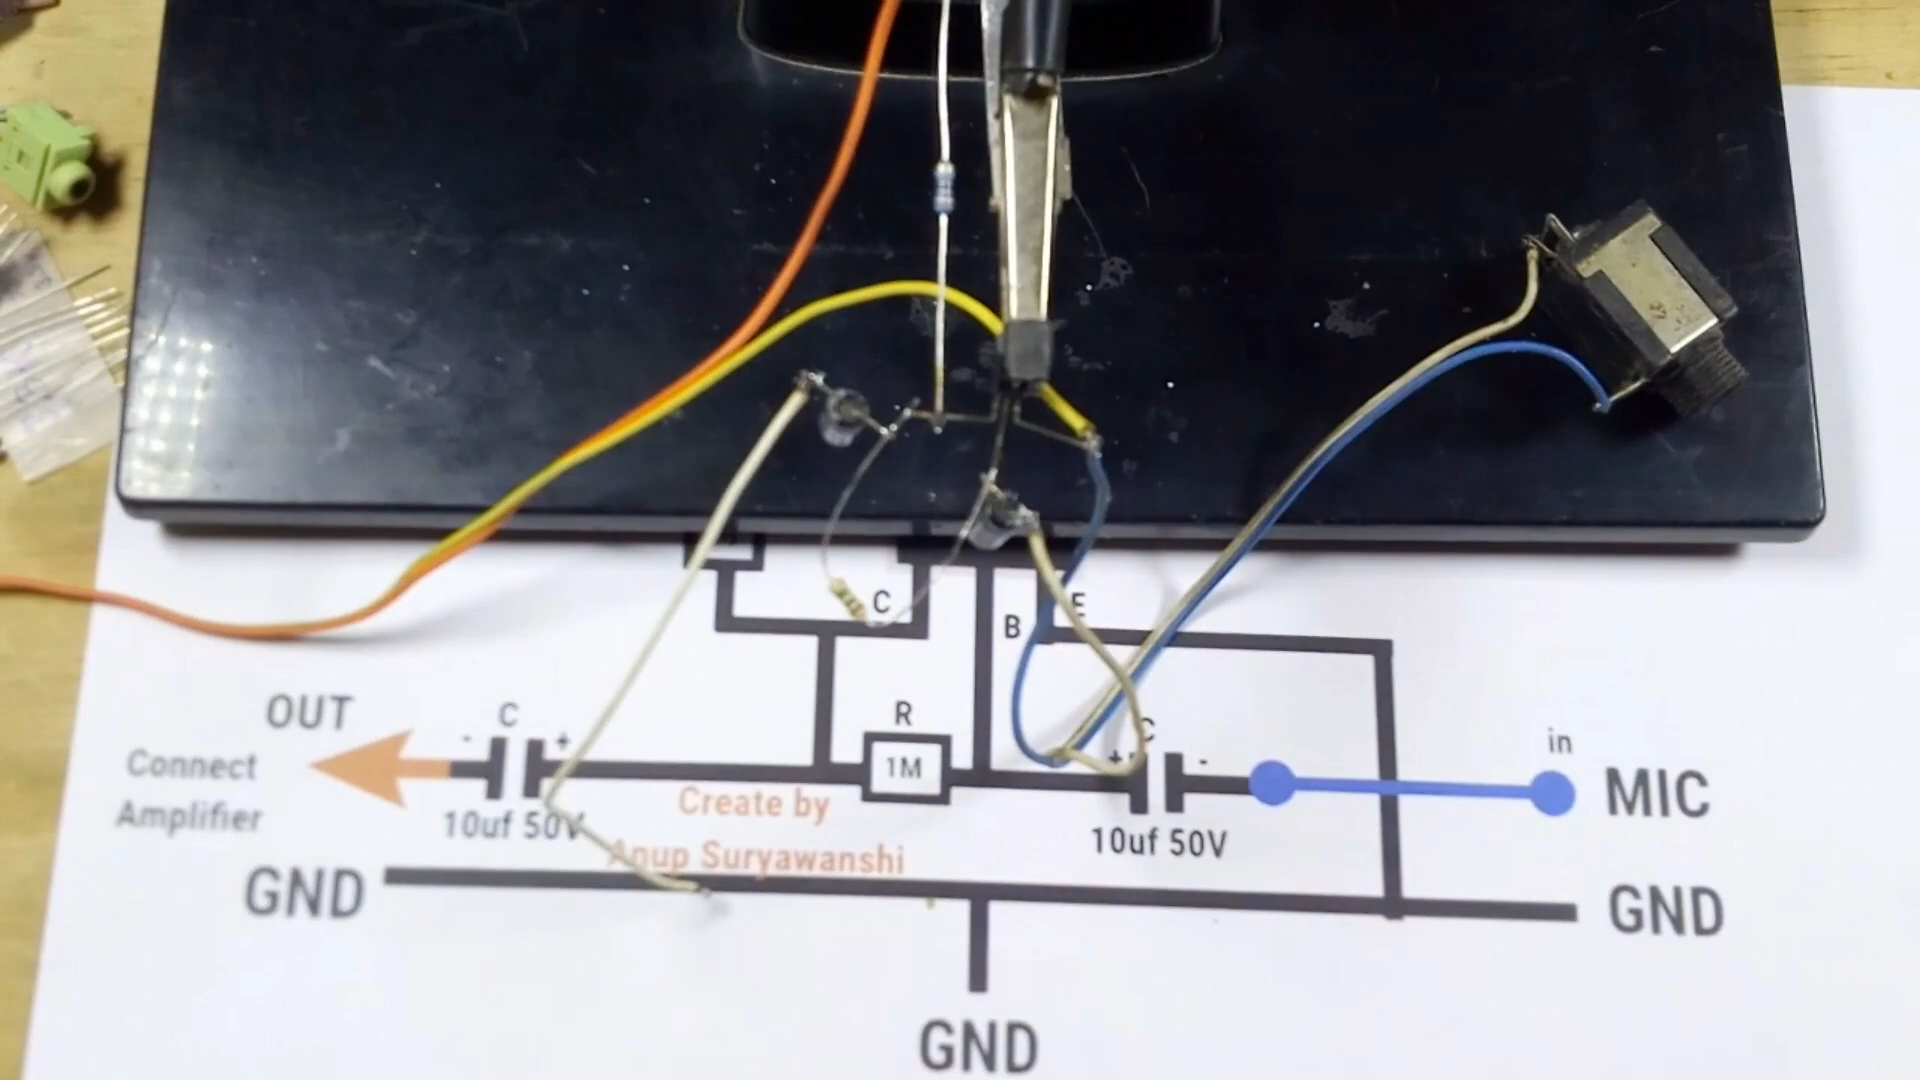 C
E
B
OUT
C
R
C
-
+
in
Connect
1M
+
-
MIC
Amplifier
10uf 50V
Create by
10uf 50V
Anup Suryawanshi
GND
GND
GND